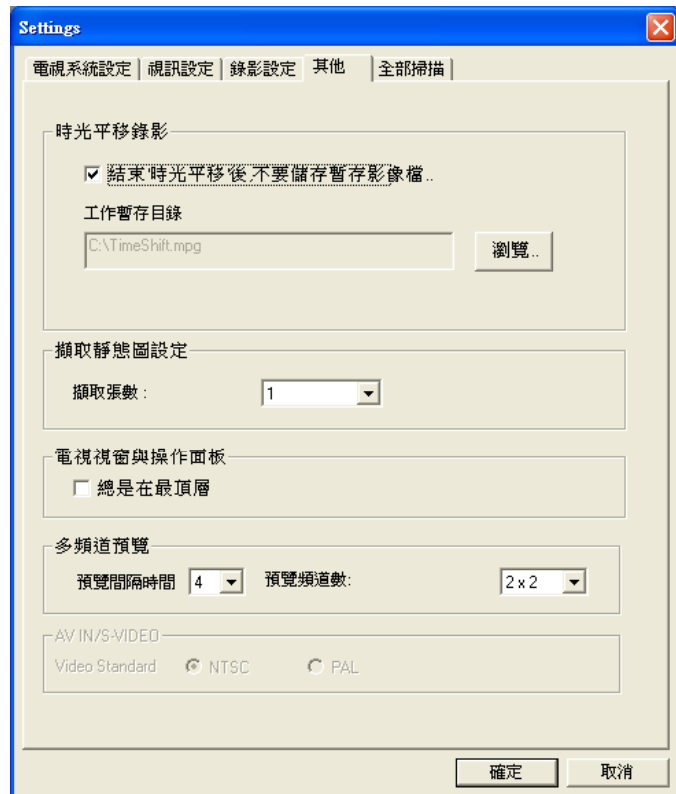 Settings
電視系統設定 視訊設定 錄影設定 其他 全部掃描
時光平移錄影
結束'時光平移'後,不要儲存暫存影像檔..
工作暫存目錄
C:\TimeShift.mpg 瀏覽..
擷取靜態圖設定
擷取張數 : 1
電視視窗與操作面板
總是在最頂層
多頻道預覽
預覽間隔時間 4 預覽頻道數: 2 x 2
AV IN/S-VIDEO
Video Standard NTSC PAL
確定 取消